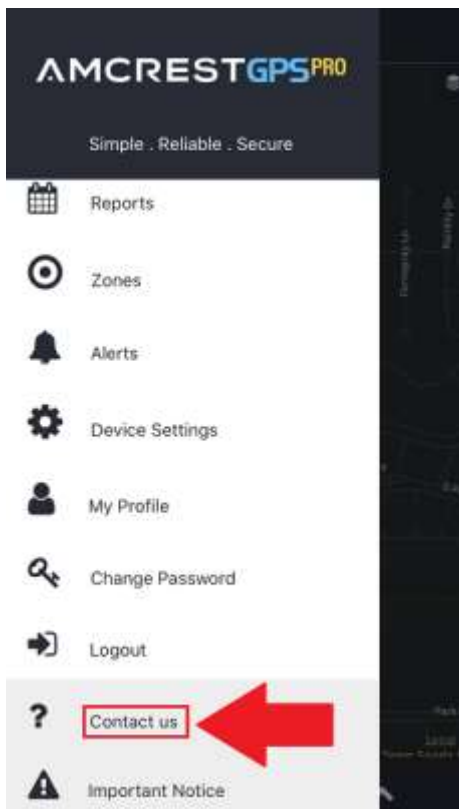 AMCRESTGPSPRO
Simple . Reliable . Secure
Reports
Zones
Alerts
Device Settings
My Profile
Change Password
Logout
? Contact us
Important Notice